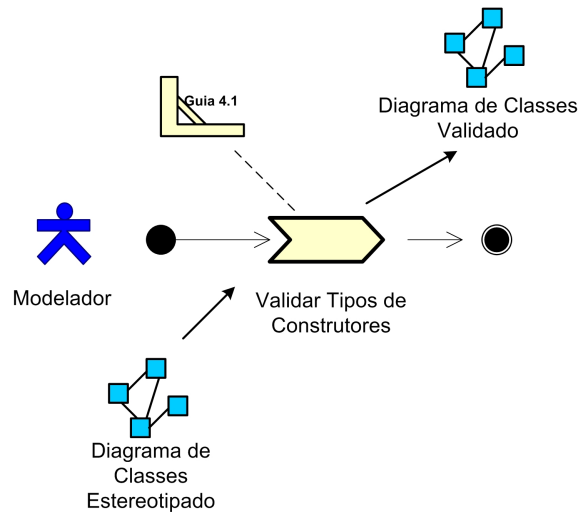 Diagrama de Classes
Validado
Guia 4.1
Modelador
Validar Tipos de
Construtores
Diagrama de
Classes
Estereotipado